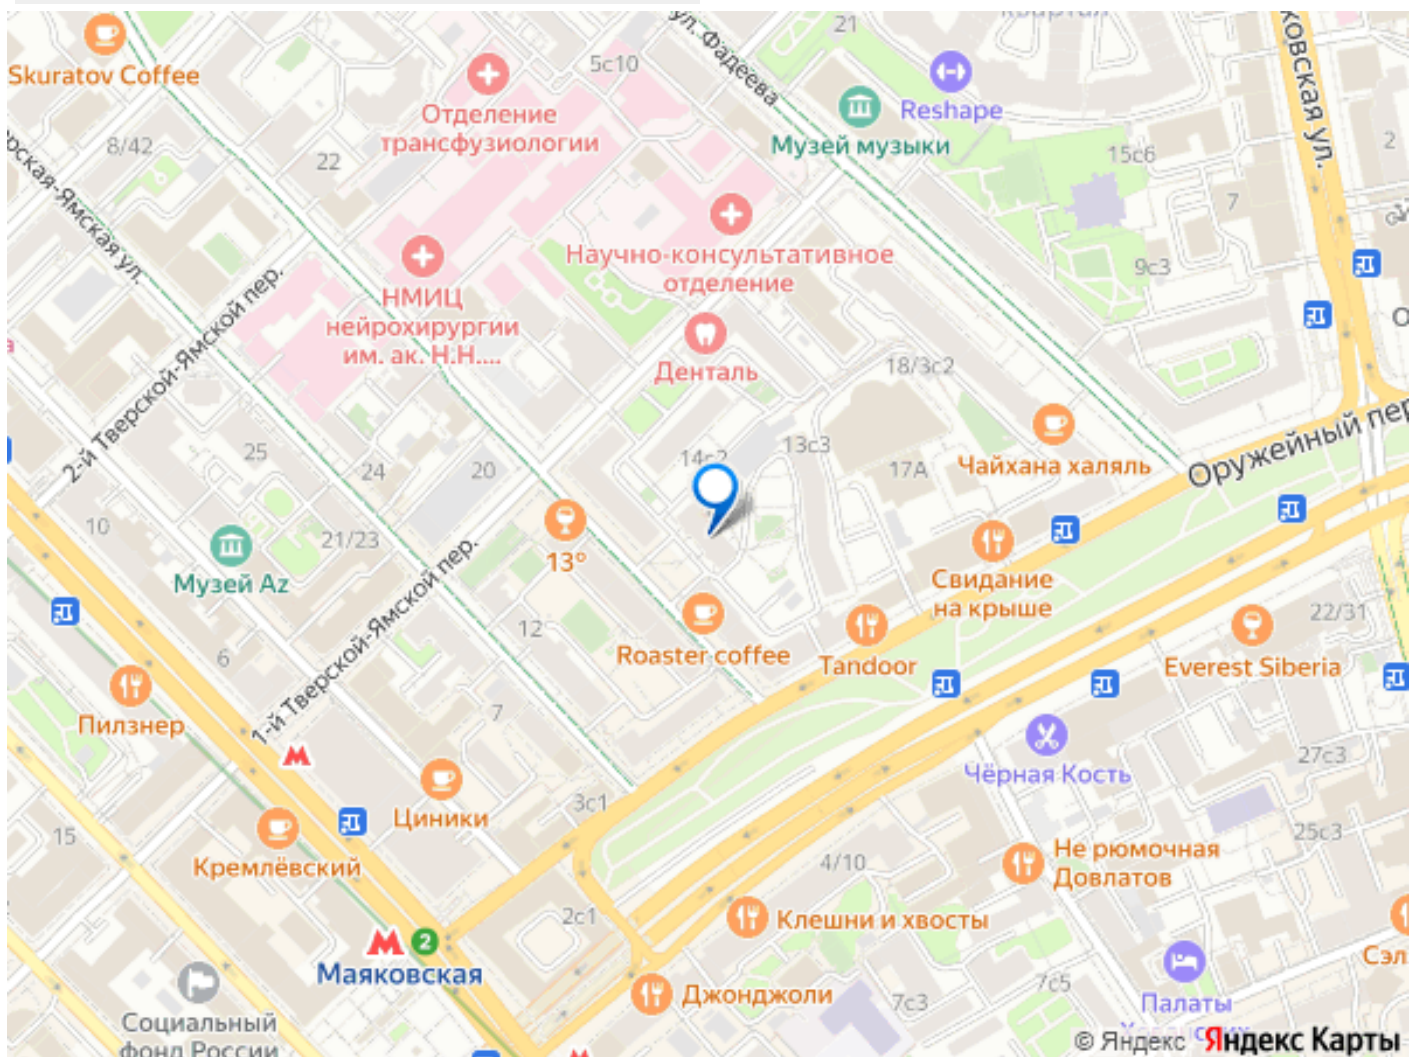 21
квартал
ул. Фадеева
5с10
Skuratov Coffee
Reshape
Отделение
трансфузиологии
Музей музыки
8/42
22
15с6
2
7
Научно-консультативное
отделение
9с3
НМИЦ
нейрохирургии
им. ак. Н.Н....
2-й Тверской-Ямской пер.
Денталь
18/3с2
Оружейный пер
Чайхана халяль
13с3
14с2
17А
25
24
20
10
21/23
13°
Музей Az
1-й Тверской-Ямской пер.
Свидание
на крыше
22/31
12
Roaster coffee
Tandoor
Everest Siberia
6
Пилзнер
7
Чёрная Кость
27с3
Циники
3с1
25с3
15
Кремлёвский
4/10
Не рюмочная
Довлатов
2с1
Клешни и хвосты
2
Маяковская
Джонджоли
7с3
7с5
Палаты
Социальный
фонд России
© Яндекс Яндекс Карты